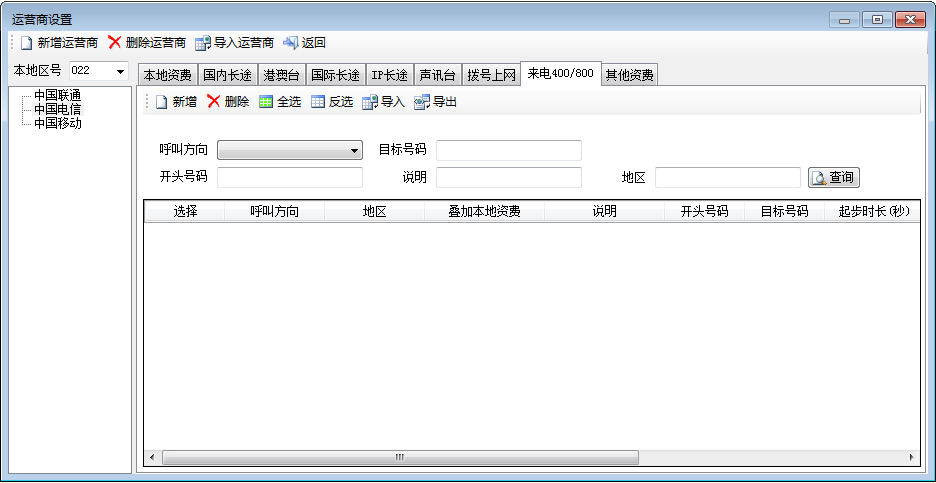 运营商设置
新增运营商 删除运营商 导入运营商 返回
本地区号 022
中国联通
中国电信
中国移动
本地资费 国内长途 港澳台 国际长途 IP长途 声讯台 拨号上网 来电400/800 其他资费
新增 删除 全选 反选 导入 导出
呼叫方向 目标号码
开头号码 说明 地区 查询
选择 呼叫方向 地区 叠加本地资费 说明 开头号码 目标号码 起步时长(秒)